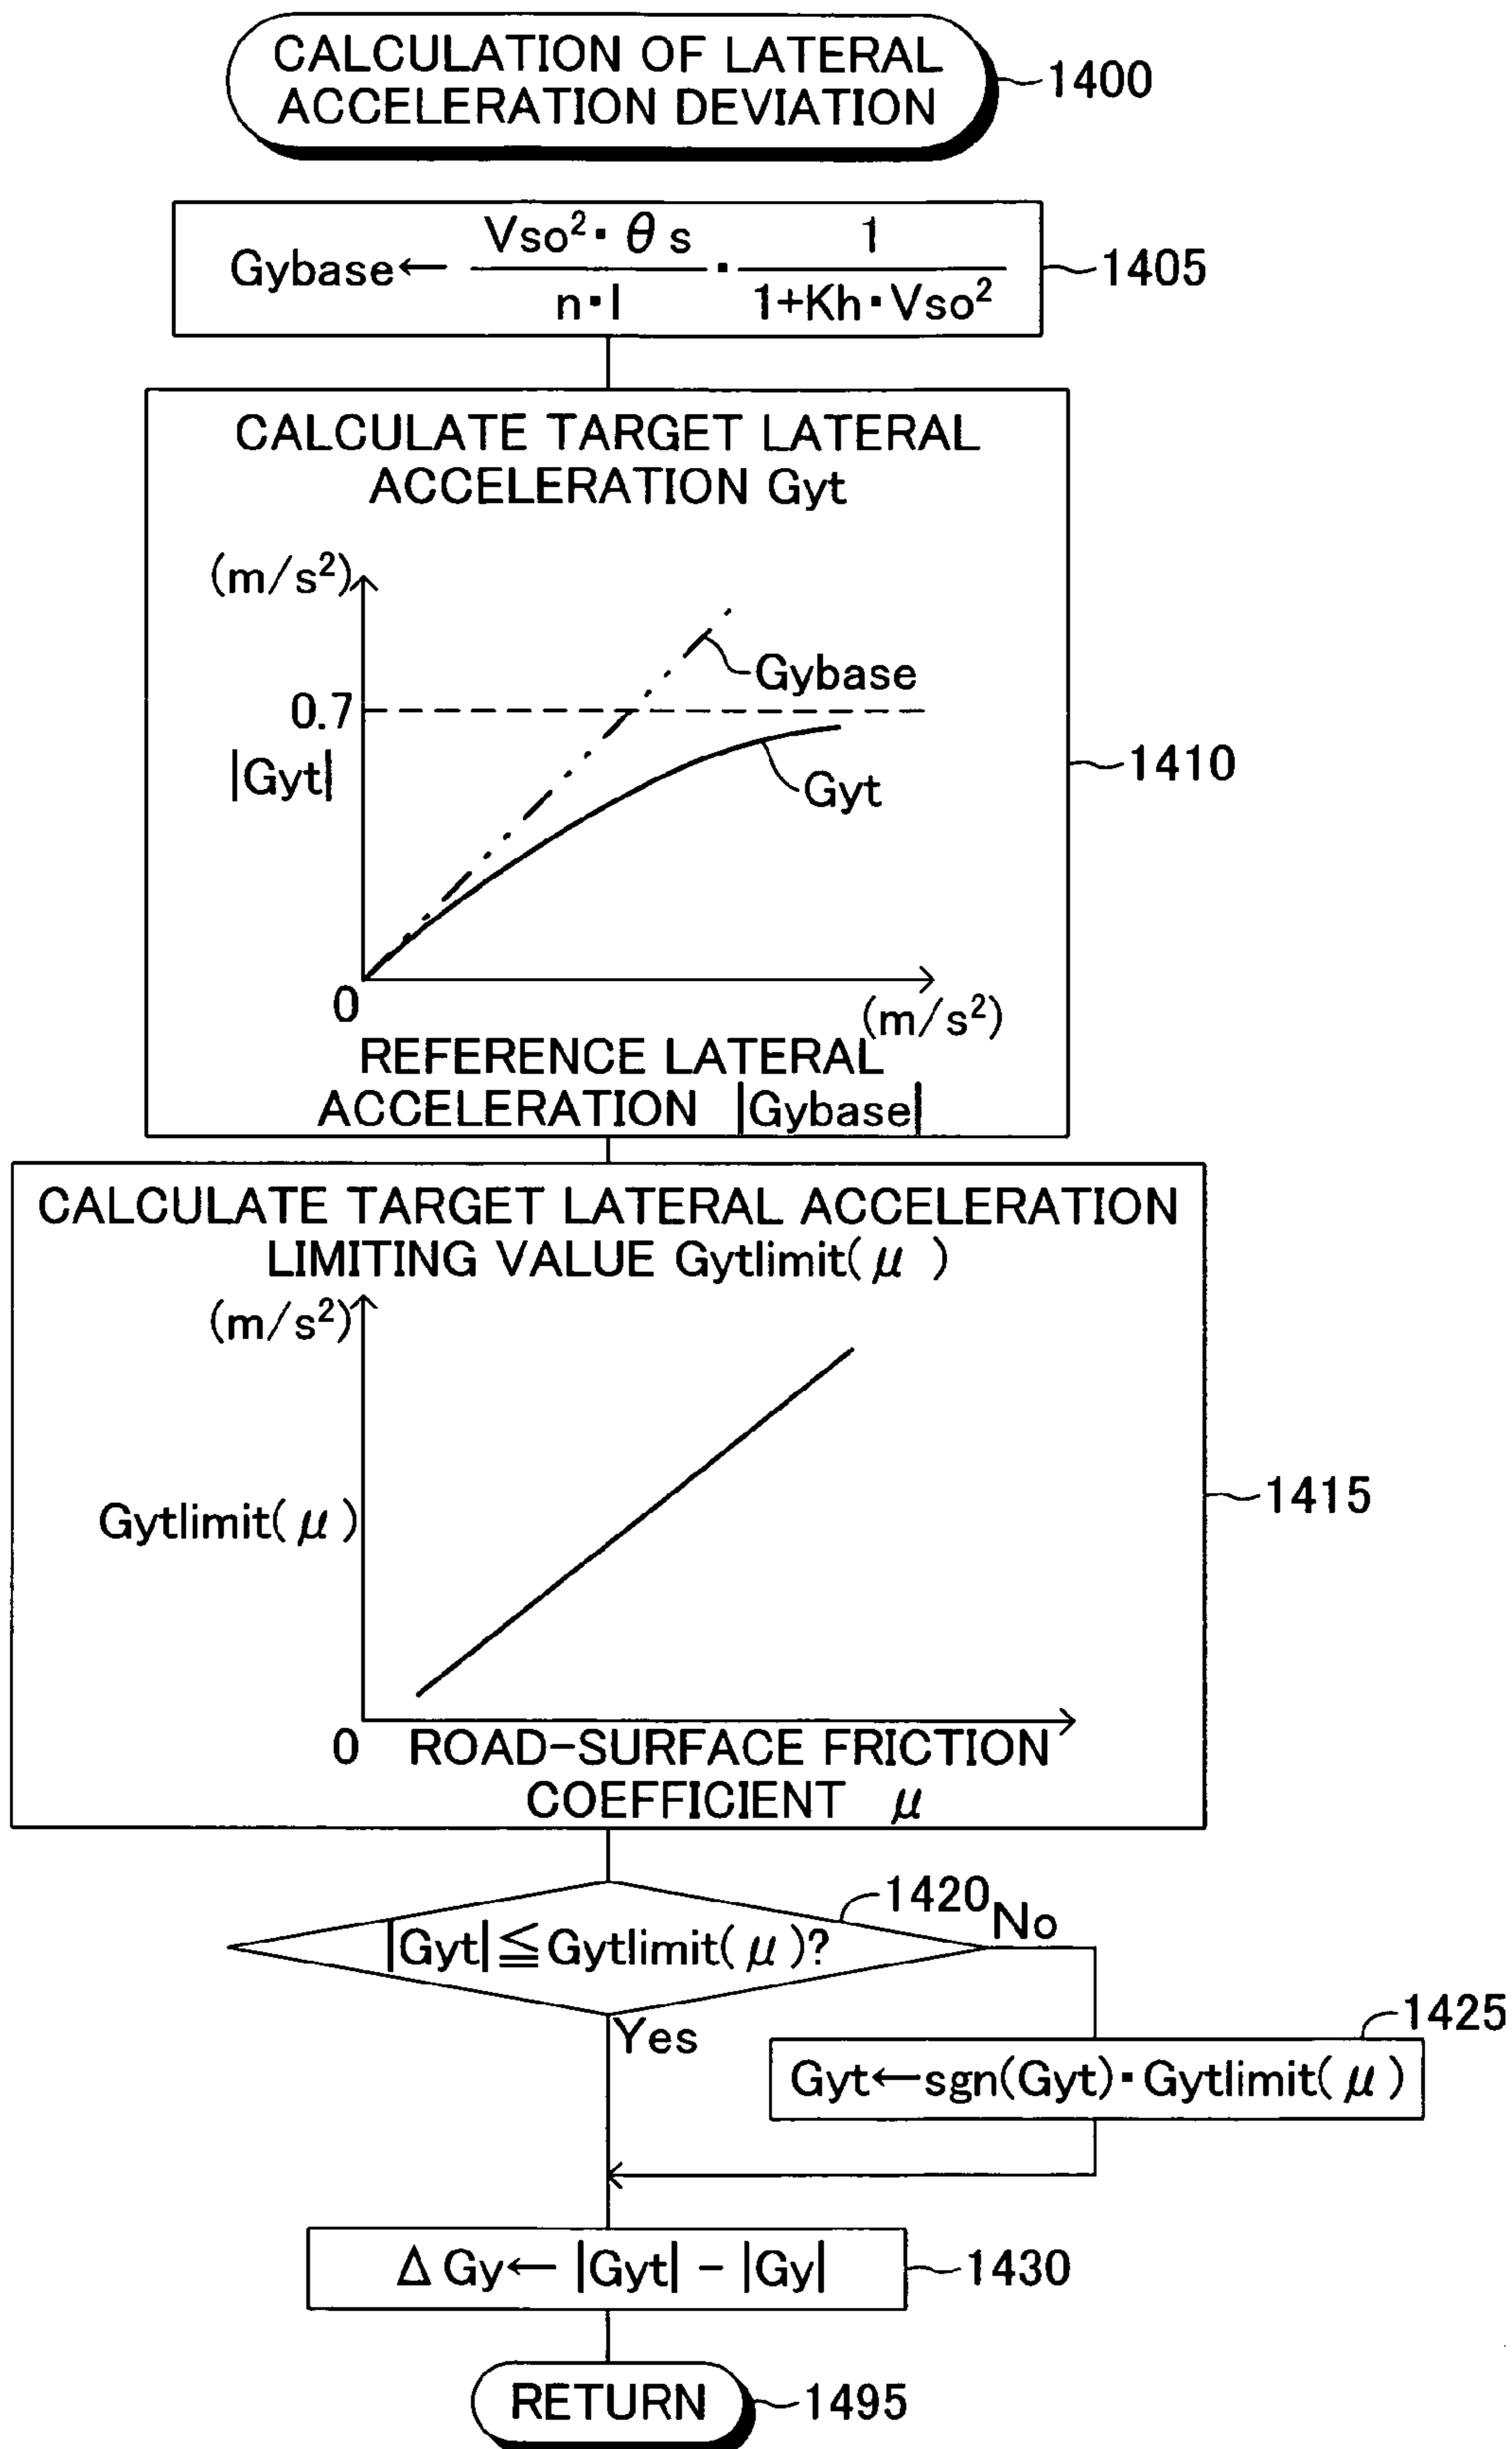 CALCULATION OF LATERAL
ACCELERATION DEVIATION
1400
Gybase← Vso²·θs / n·l · 1 / 1+Kh·Vso²
1405
CALCULATE TARGET LATERAL
ACCELERATION Gyt
(m/s²)
Gybase
0.7
|Gyt|
Gyt
1410
0
(m/s²)
REFERENCE LATERAL
ACCELERATION |Gybase|
CALCULATE TARGET LATERAL ACCELERATION
LIMITING VALUE Gytlimit(μ)
(m/s²)
Gytlimit(μ)
1415
0 ROAD-SURFACE FRICTION
COEFFICIENT μ
1420
No
|Gyt|≦Gytlimit(μ)?
Yes
1425
Gyt←sgn(Gyt)·Gytlimit(μ)
ΔGy← |Gyt| - |Gy|
1430
RETURN
1495